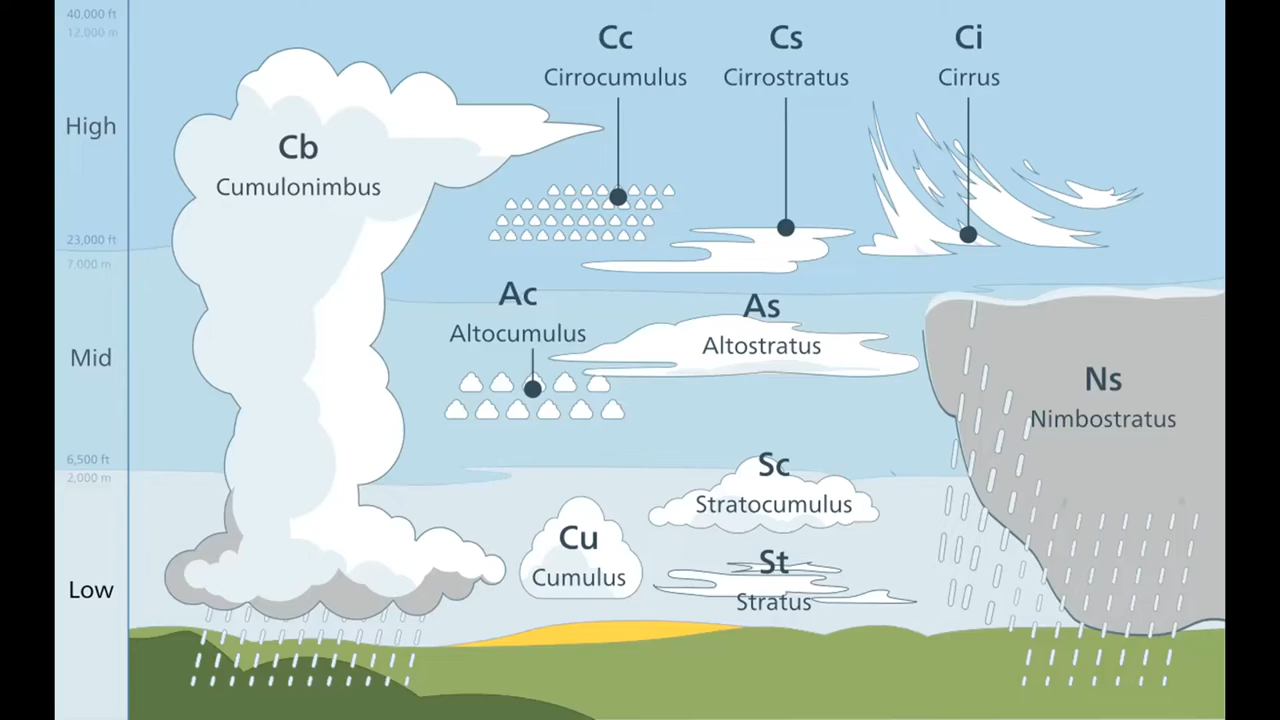 40,000 ft
12,000 m
High
23,000 ft
7,000 m
Mid
6,500 ft
2,000 m
Low
Cb
Cumulonimbus
Cc
Cirrocumulus
Cs
Cirrostratus
Ci
Cirrus
Ac
Altocumulus
As
Altostratus
Ns
Nimbostratus
Sc
Stratocumulus
Cu
Cumulus
St
Stratus